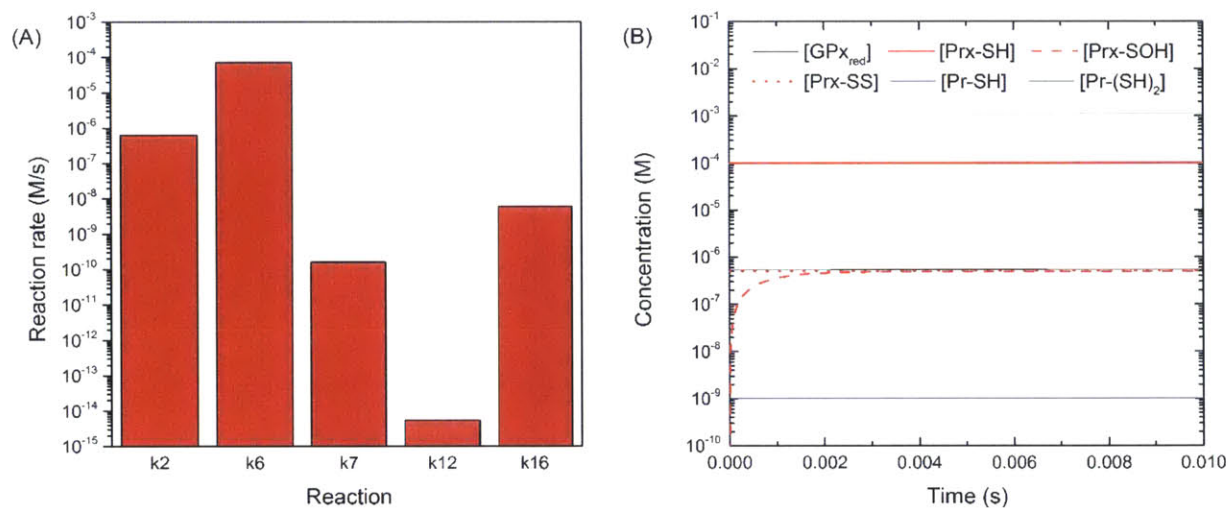 (A)
Reaction rate (M/s)
10⁻³
10⁻⁴
10⁻⁵
10⁻⁶
10⁻⁷
10⁻⁸
10⁻⁹
10⁻¹⁰
10⁻¹¹
10⁻¹²
10⁻¹³
10⁻¹⁴
10⁻¹⁵
k2 k6 k7 k12 k16
Reaction
(B)
Concentration (M)
10⁻¹
10⁻²
10⁻³
10⁻⁴
10⁻⁵
10⁻⁶
10⁻⁷
10⁻⁸
10⁻⁹
10⁻¹⁰
[GPx_red] [Prx-SH] [Prx-SOH]
[Prx-SS] [Pr-SH] [Pr-(SH)₂]
0.000 0.002 0.004 0.006 0.008 0.010
Time (s)